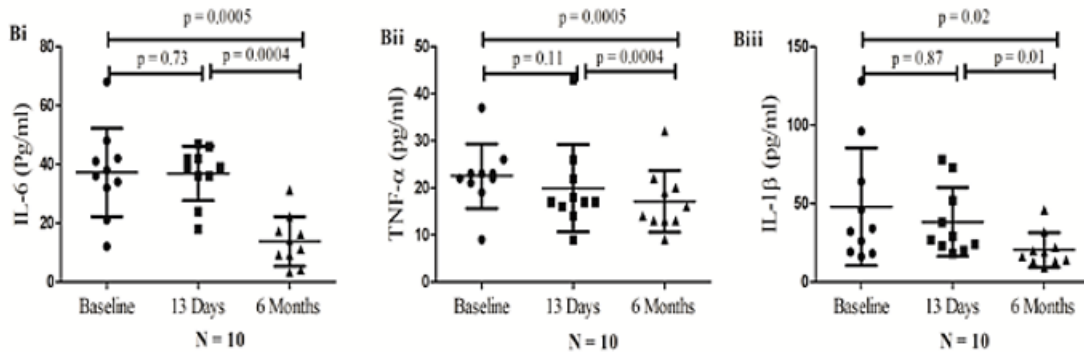 Bi
p = 0.0005
p = 0.73
p = 0.0004
IL-6 (Pg/ml)
80
60
40
20
0
Baseline
13 Days
6 Months
N = 10
Bii
p = 0.0005
p = 0.11
p = 0.0004
TNF-α (pg/ml)
50
40
30
20
10
0
Baseline
13 Days
6 Months
N = 10
Biii
p = 0.02
p = 0.87
p = 0.01
IL-1β (pg/ml)
150
100
50
0
Baseline
13 Days
6 Months
N = 10